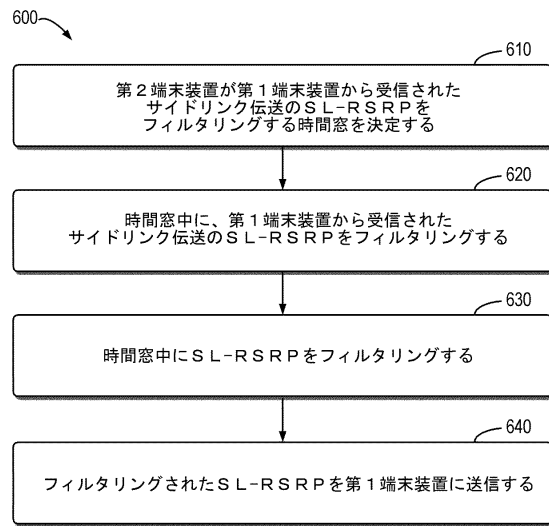 600
610
第2端末装置が第1端末装置から受信された
サイドリンク伝送のSL-RSRPを
フィルタリングする時間窓を決定する
620
時間窓中に、第1端末装置から受信された
サイドリンク伝送のSL-RSRPをフィルタリングする
630
時間窓中にSL-RSRPをフィルタリングする
640
フィルタリングされたSL-RSRPを第1端末装置に送信する